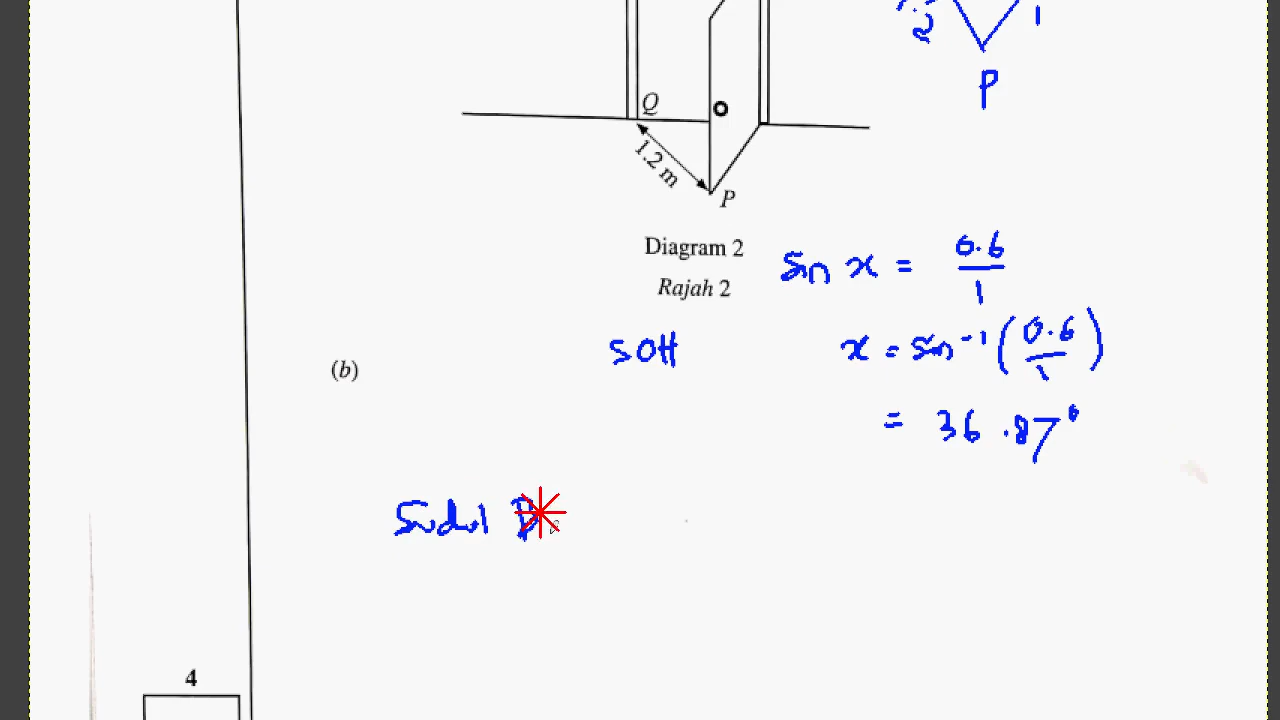 1
P
Q
1.2 m
P
Diagram 2
Rajah 2
sin x = 0.6 / 1
SOH
x = sin⁻¹ (0.6 / 1)
(b)
= 36.87°
Sudut
4